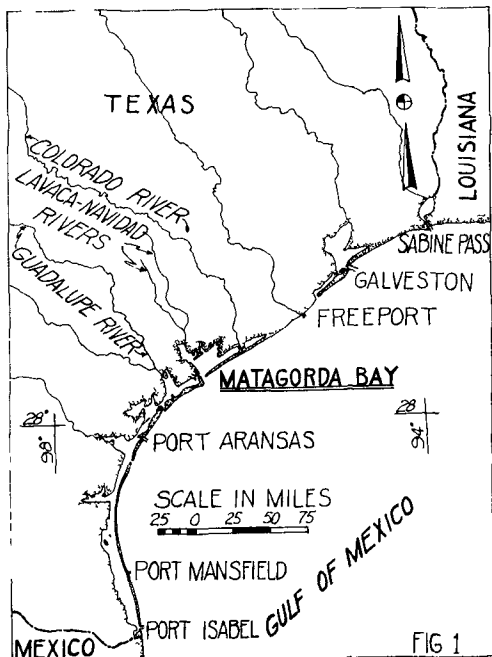 TEXAS
LOUISIANA
COLORADO RIVER
LAVACA-NAVIDAD
RIVERS
GUADALUPE RIVER
SABINE PASS
GALVESTON
FREEPORT
MATAGORDA BAY
28°
98°
28
94°
PORT ARANSAS
SCALE IN MILES
25 0 25 50 75
PORT MANSFIELD
PORT ISABEL
GULF OF MEXICO
MEXICO
FIG 1